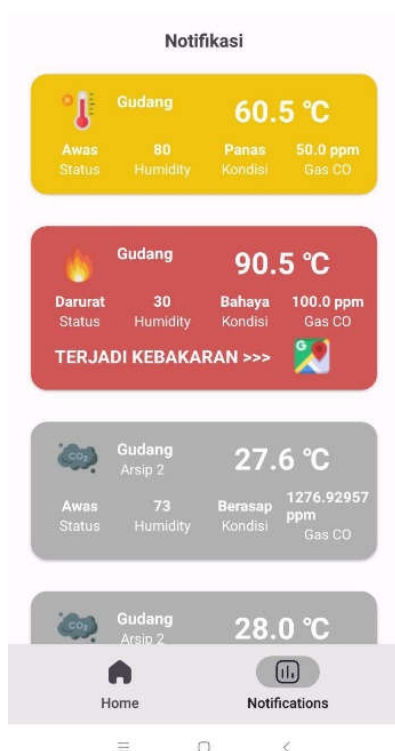 Notifikasi
Gudang
60.5 °C
Awas 80 Panas 50.0 ppm
Status Humidity Kondisi Gas CO
Gudang
90.5 °C
Darurat 30 Bahaya 100.0 ppm
Status Humidity Kondisi Gas CO
TERJADI KEBAKARAN >>>
G
CO₂
Gudang
Arsip 2
27.6 °C
Awas 73 Berasap 1276.92957
ppm
Status Humidity Kondisi Gas CO
CO₂
Gudang
Arsip 2
28.0 °C
Home Notifications